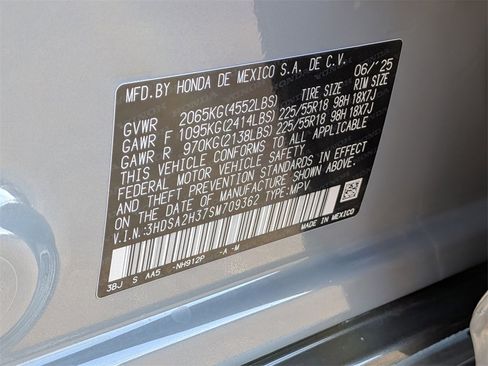 MFD.BY HONDA DE MEXICO S.A. DE C.V. 06/'25
GVWR 2065KG(4552LBS) TIRE SIZE RIM SIZE
GAWR F 1095KG(2414LBS) 225/55R18 98H 18X7J
GAWR R 970KG(2138LBS) 225/55R18 98H 18X7J
THIS VEHICLE CONFORMS TO ALL APPLICABLE
FEDERAL MOTOR VEHICLE SAFETY
AND THEFT PREVENTION STANDARDS IN EFFECT
ON THE DATE OF MANUFACTURE SHOWN ABOVE.
V.I.N:3HDSA2H37SM709362 TYPE:MPV
MADE IN MEXICO
3BJ S AA5 -NH912P -A -M